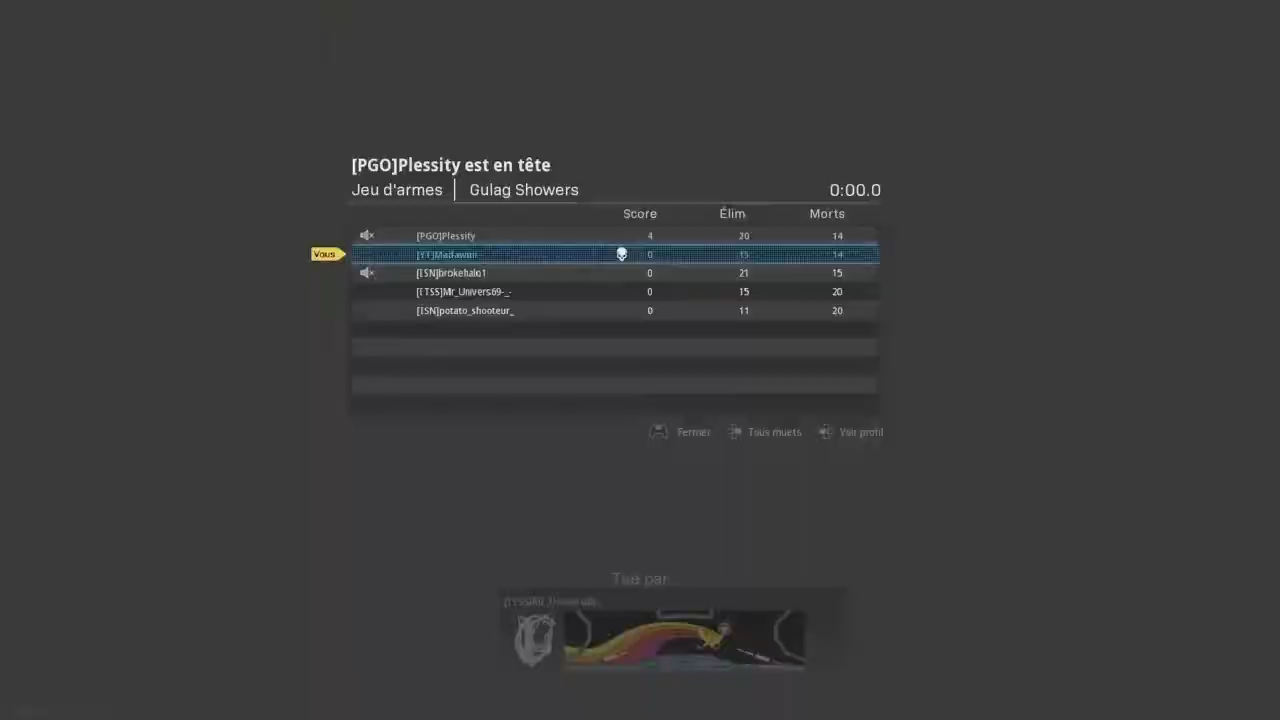 [PGO]Plessity est en tête
Jeu d'armes | Gulag Showers 0:00.0
Score Élim Morts
[PGO]Plessity 4 20 14
Vous 0 15 14
[ISN]brokehalo1 0 21 15
[ETSS]Mr_Univers69-_- 0 15 20
[ISN]potato_shooteur_ 0 11 20
Fermer Tous muets Voir profil
Tué par